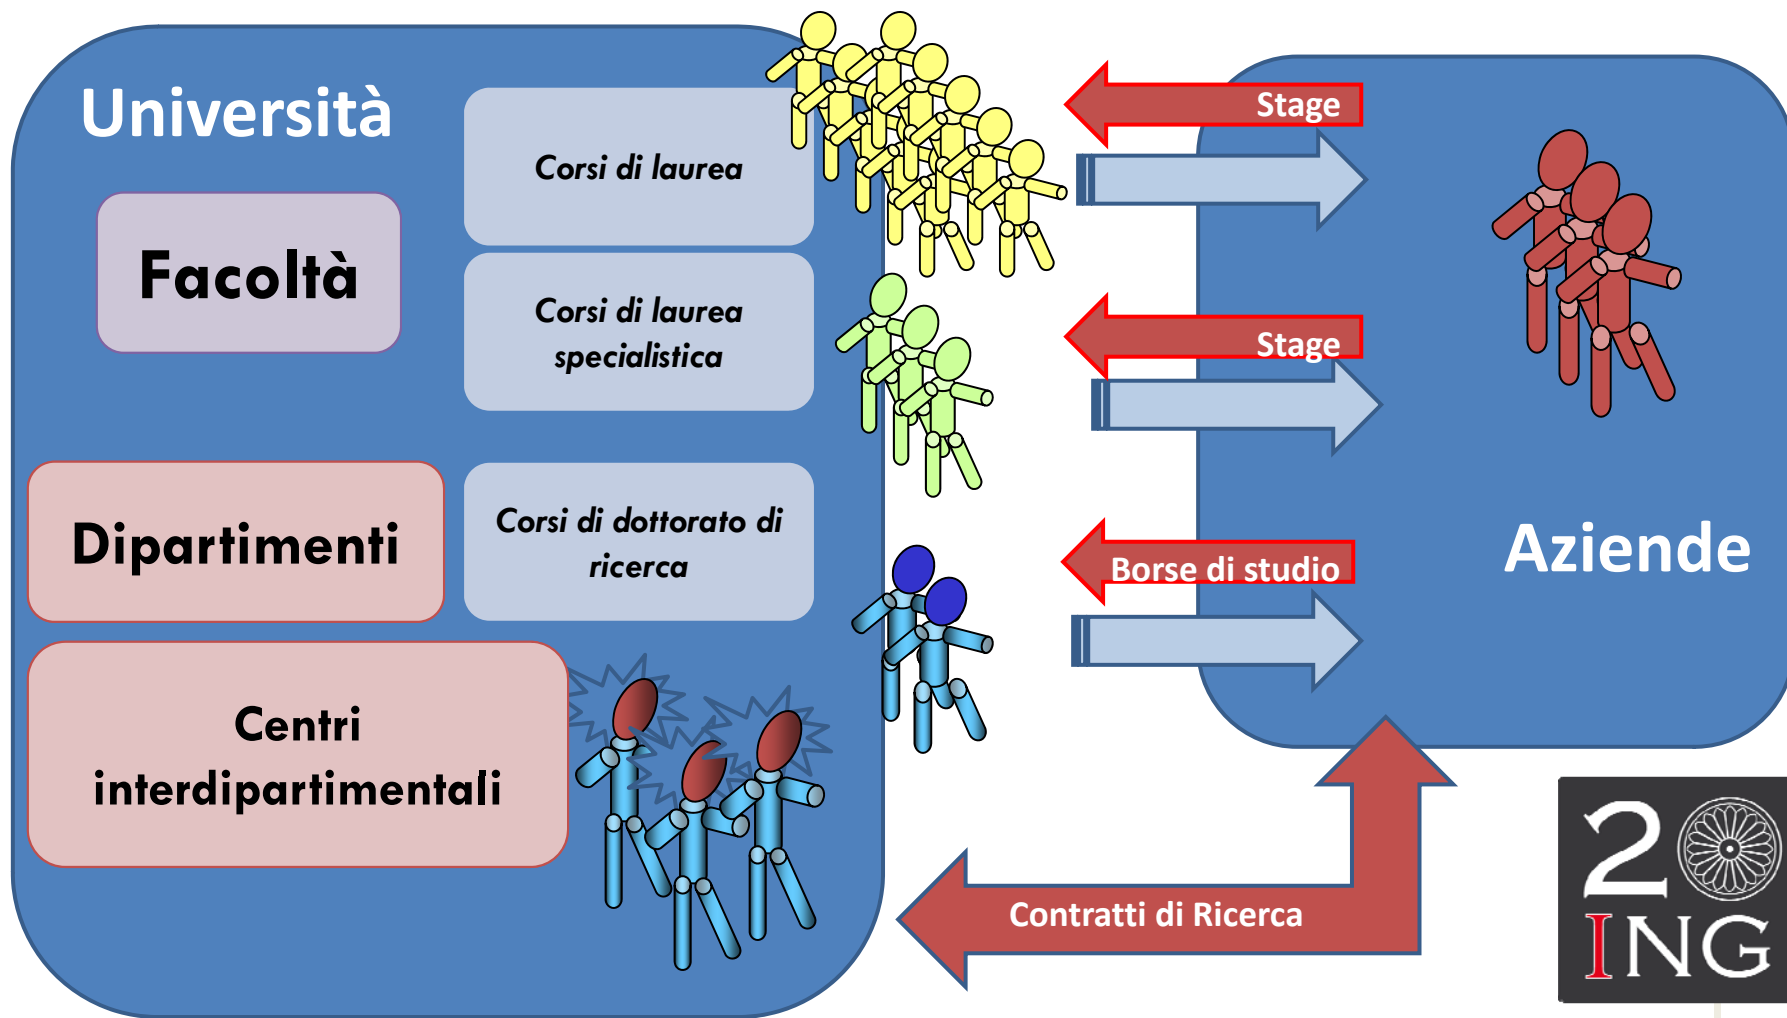 Università
Facoltà
Corsi di laurea
Corsi di laurea
specialistica
Dipartimenti
Corsi di dottorato di
ricerca
Centri
interdipartimentali
Stage
Stage
Borse di studio
Aziende
Contratti di Ricerca
20
ING